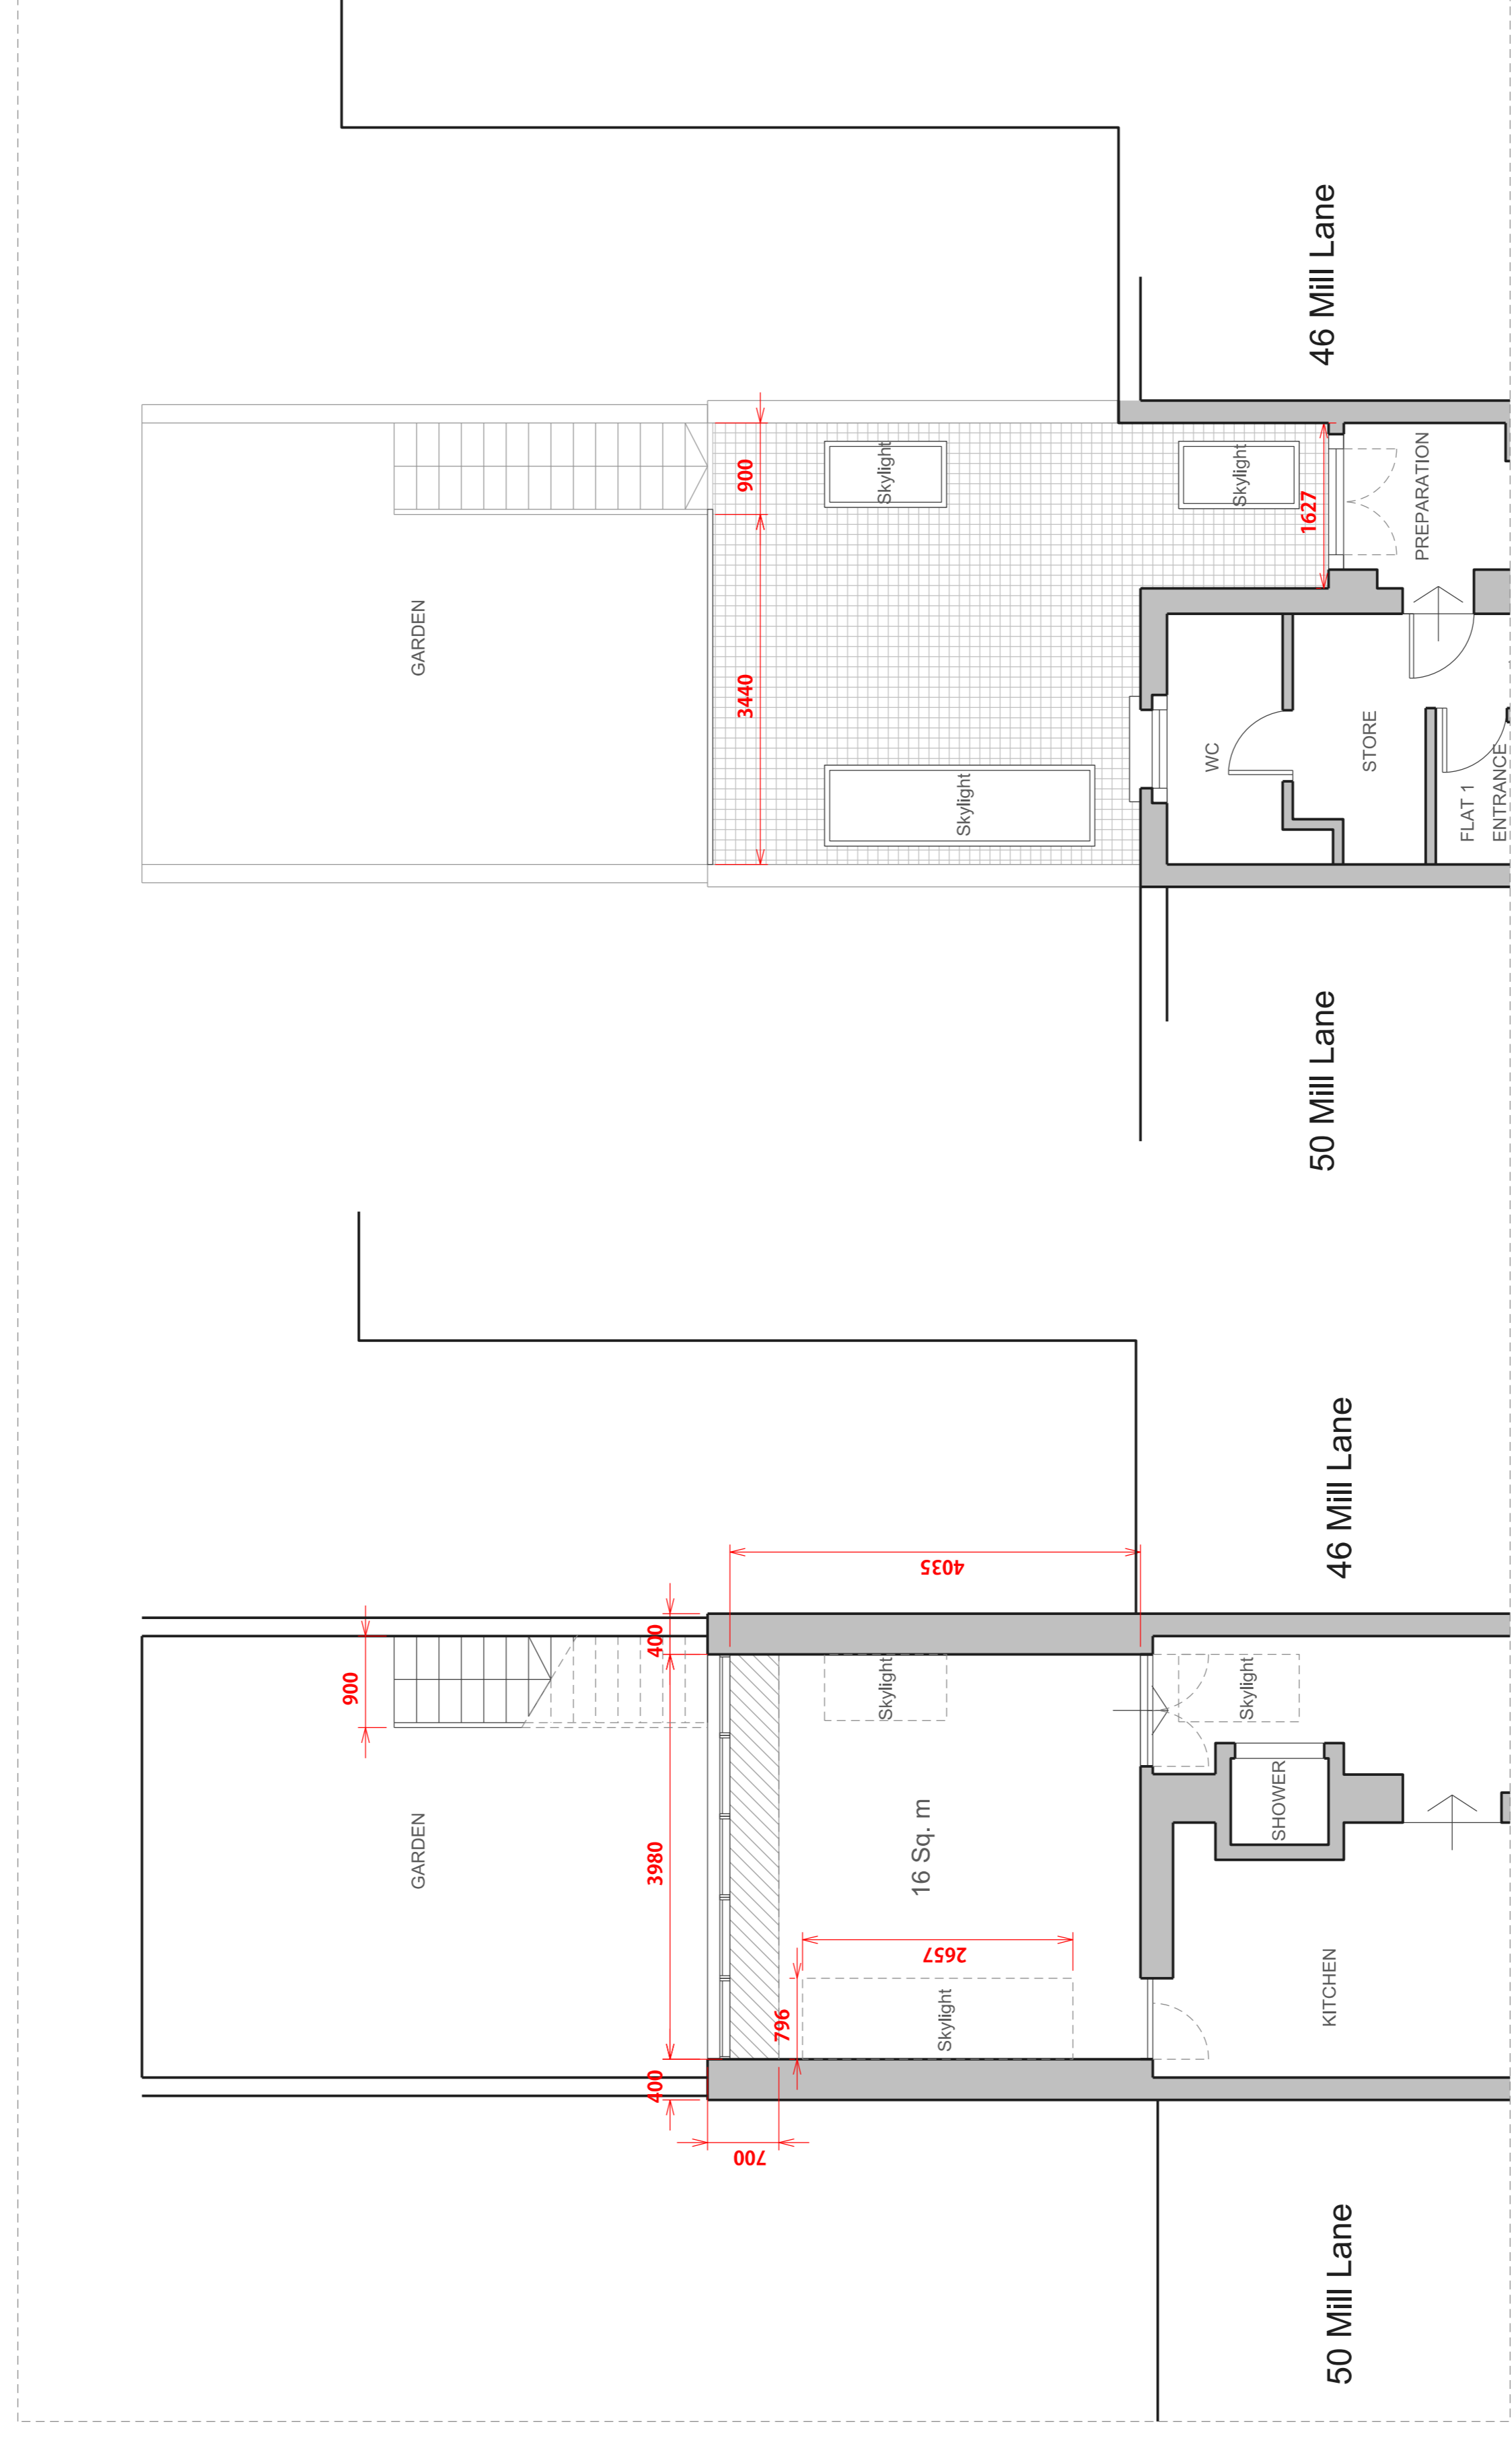 GARDEN
900
400
3980
400
700
4035
Skylight
Skylight
16 Sq. m
2657
796
Skylight
SHOWER
KITCHEN
50 Mill Lane
46 Mill Lane
GARDEN
3440
900
Skylight
Skylight
Skylight
1627
WC
STORE
PREPARATION
FLAT 1
ENTRANCE
50 Mill Lane
46 Mill Lane